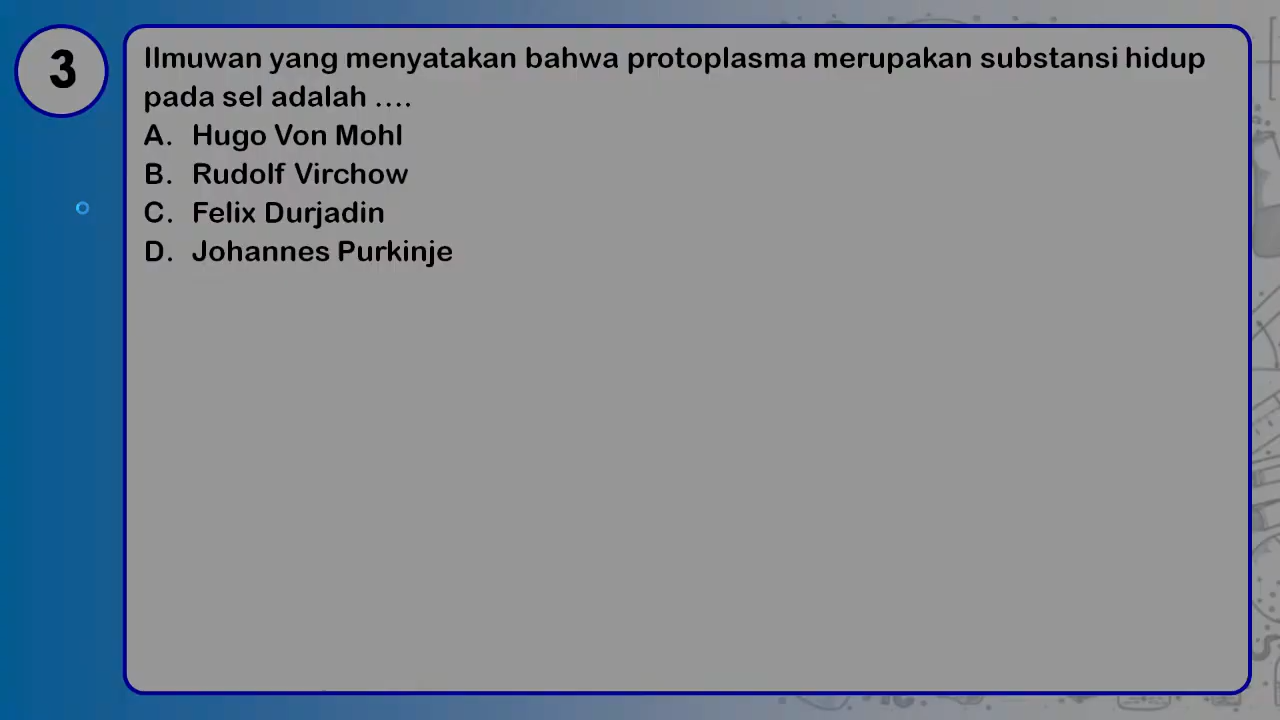 3
Ilmuwan yang menyatakan bahwa protoplasma merupakan substansi hidup
pada sel adalah ....
A. Hugo Von Mohl
B. Rudolf Virchow
C. Felix Durjadin
D. Johannes Purkinje